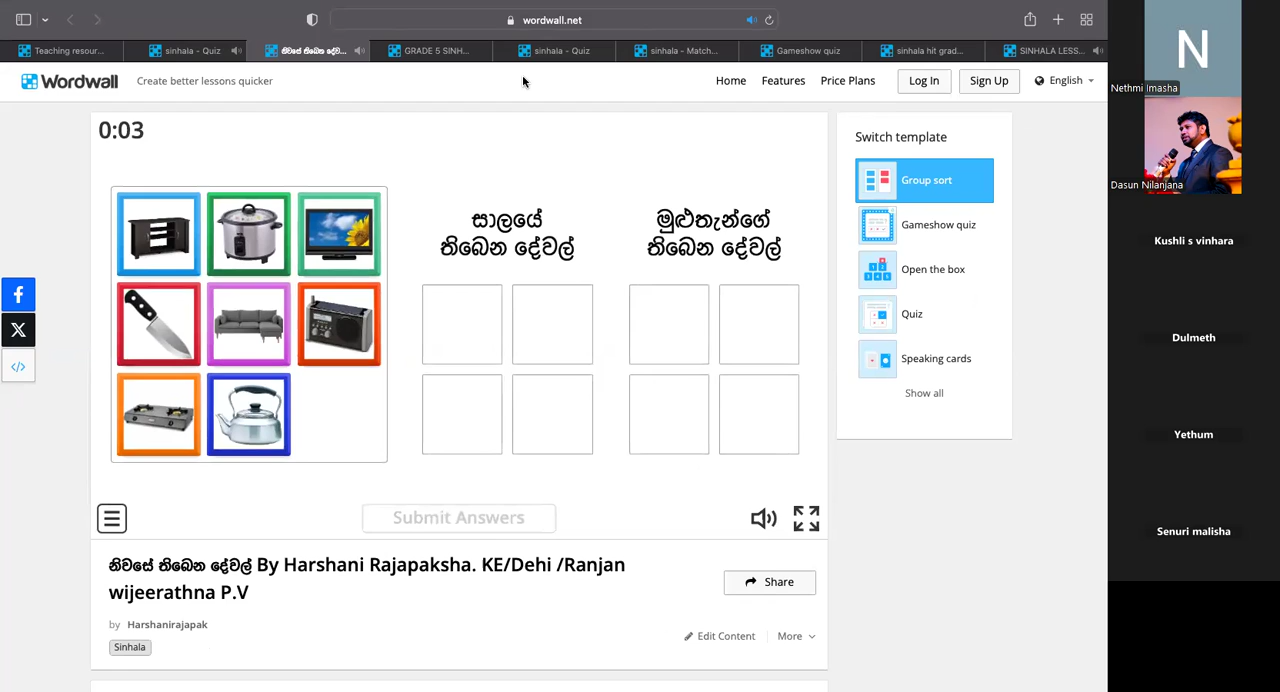 wordwall.net
Teaching resour...
sinhala - Quiz
නිවසේ තිබෙන දේව...
GRADE 5 SINH...
sinhala - Quiz
sinhala - Match...
Gameshow quiz
sinhala hit grad...
SINHALA LESS...
Wordwall
Create better lessons quicker
Home
Features
Price Plans
Log In
Sign Up
English
0:03
සාලයේ
තිබෙන දේවල්
මුළුතැන්ගේ
තිබෙන දේවල්
Submit Answers
Switch template
Group sort
Gameshow quiz
Open the box
Quiz
Speaking cards
Show all
නිවසේ තිබෙන දේවල් By Harshani Rajapaksha. KE/Dehi /Ranjan
wijeerathna P.V
Share
by Harshanirajapak
Edit Content
More
Sinhala
N
Nethmi Imasha
Dasun Nilanjana
Kushli s vinhara
Dulmeth
Yethum
Senuri malisha